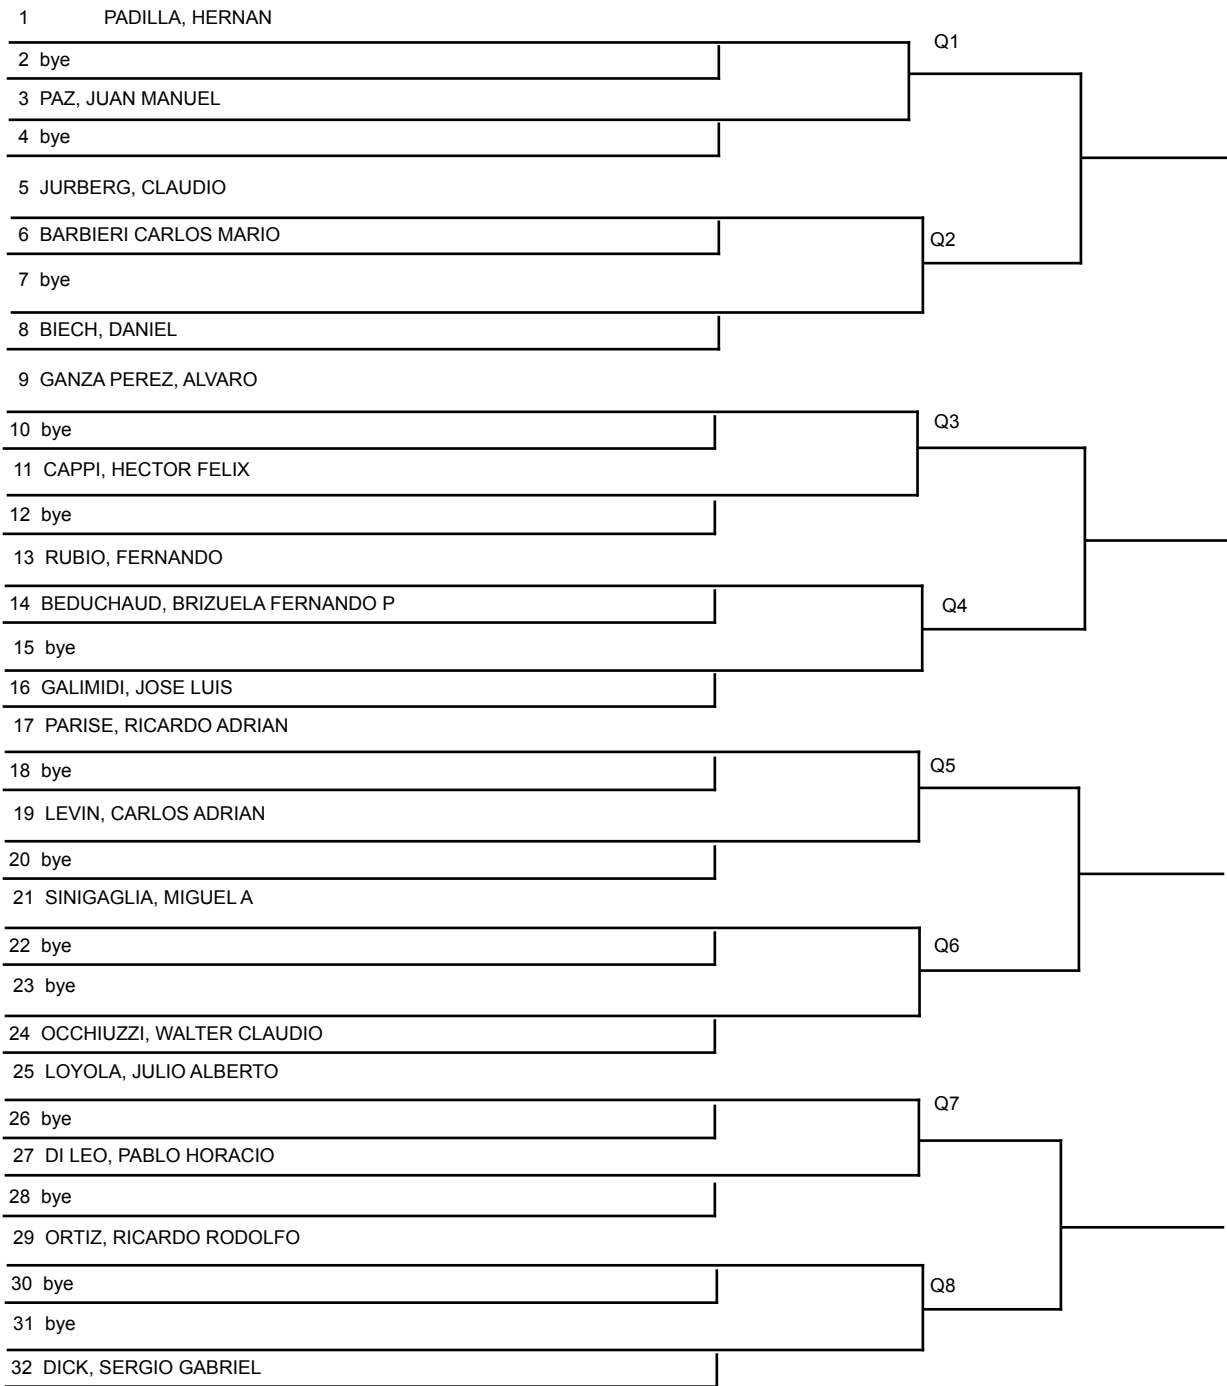 1 PADILLA, HERNAN
Q1
2 bye
3 PAZ, JUAN MANUEL
4 bye
5 JURBERG, CLAUDIO
6 BARBIERI CARLOS MARIO
Q2
7 bye
8 BIECH, DANIEL
9 GANZA PEREZ, ALVARO
Q3
10 bye
11 CAPPI, HECTOR FELIX
12 bye
13 RUBIO, FERNANDO
14 BEDUCHAUD, BRIZUELA FERNANDO P
Q4
15 bye
16 GALIMIDI, JOSE LUIS
17 PARISE, RICARDO ADRIAN
Q5
18 bye
19 LEVIN, CARLOS ADRIAN
20 bye
21 SINIGAGLIA, MIGUEL A
22 bye
Q6
23 bye
24 OCCHIUZZI, WALTER CLAUDIO
25 LOYOLA, JULIO ALBERTO
Q7
26 bye
27 DI LEO, PABLO HORACIO
28 bye
29 ORTIZ, RICARDO RODOLFO
30 bye
Q8
31 bye
32 DICK, SERGIO GABRIEL